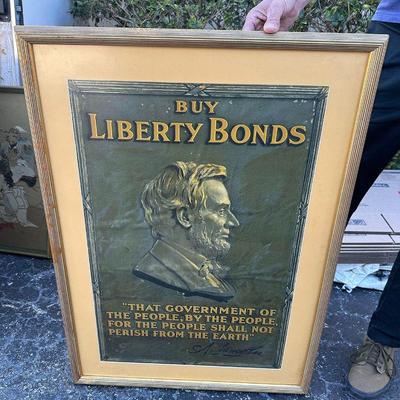 BUY
LIBERTY BONDS
"THAT GOVERNMENT OF
THE PEOPLE, BY THE PEOPLE,
FOR THE PEOPLE SHALL NOT
PERISH FROM THE EARTH"